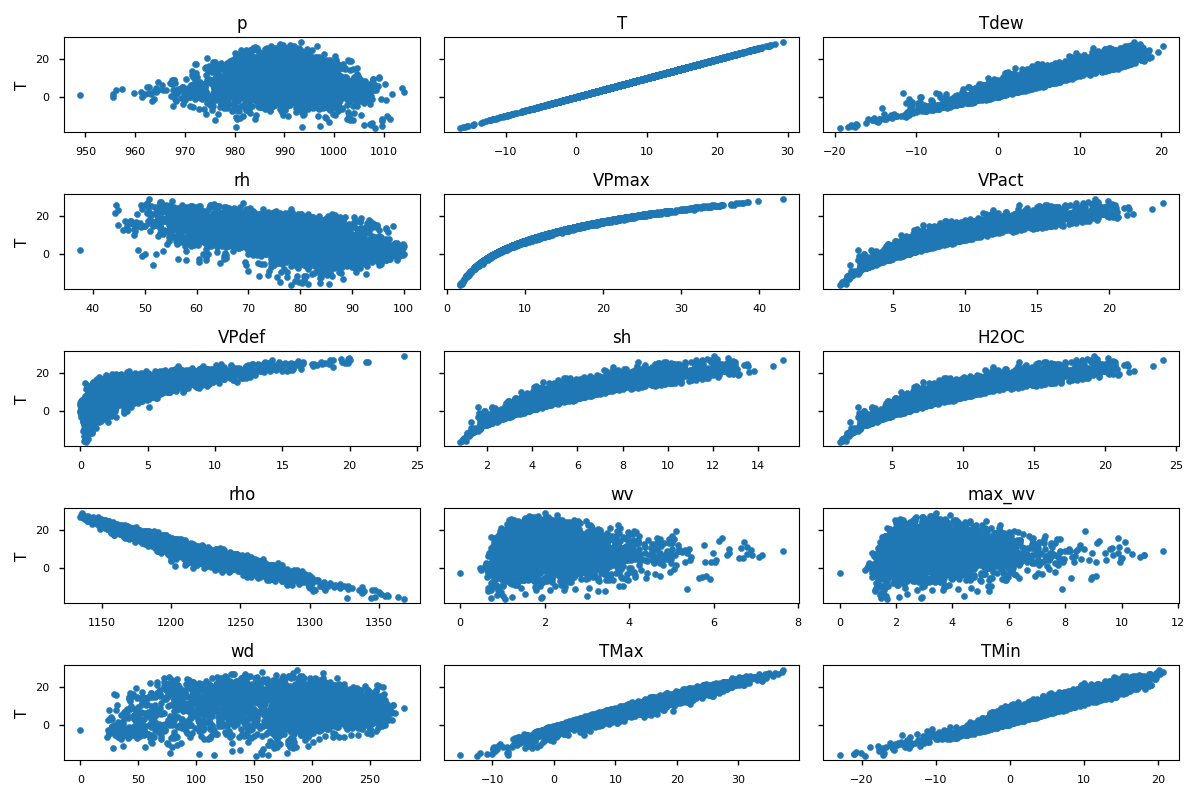 p T Tdew
T 20 0
950 960 970 980 990 1000 1010 −10 0 10 20 30 −20 −10 0 10 20
rh VPmax VPact
T 20 0
40 50 60 70 80 90 100 0 10 20 30 40 5 10 15 20
VPdef sh H2OC
T 20 0
0 5 10 15 20 25 2 4 6 8 10 12 14 5 10 15 20 25
rho wv max_wv
T 20 0
1150 1200 1250 1300 1350 0 2 4 6 8 0 2 4 6 8 10 12
wd TMax TMin
T 20 0
0 50 100 150 200 250 −10 0 10 20 30 −20 −10 0 10 20